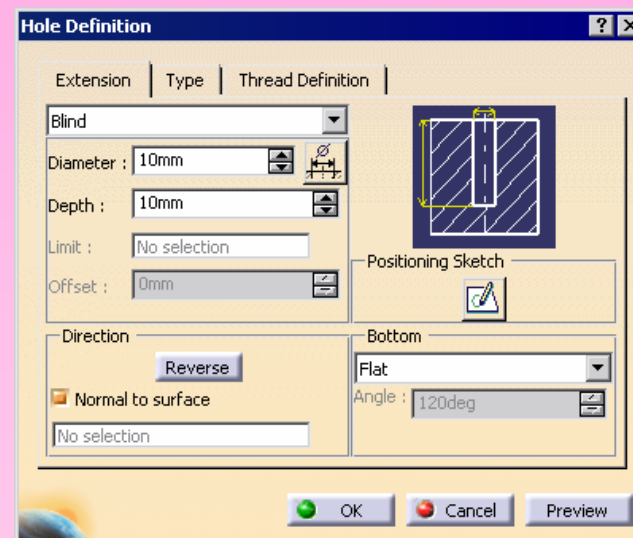 Hole Definition
Extension
Type
Thread Definition
Blind
Diameter : 10mm
Depth : 10mm
Limit : No selection
Offset : 0mm
Positioning Sketch
Direction
Reverse
Normal to surface
No selection
Bottom
Flat
Angle : 120deg
OK
Cancel
Preview